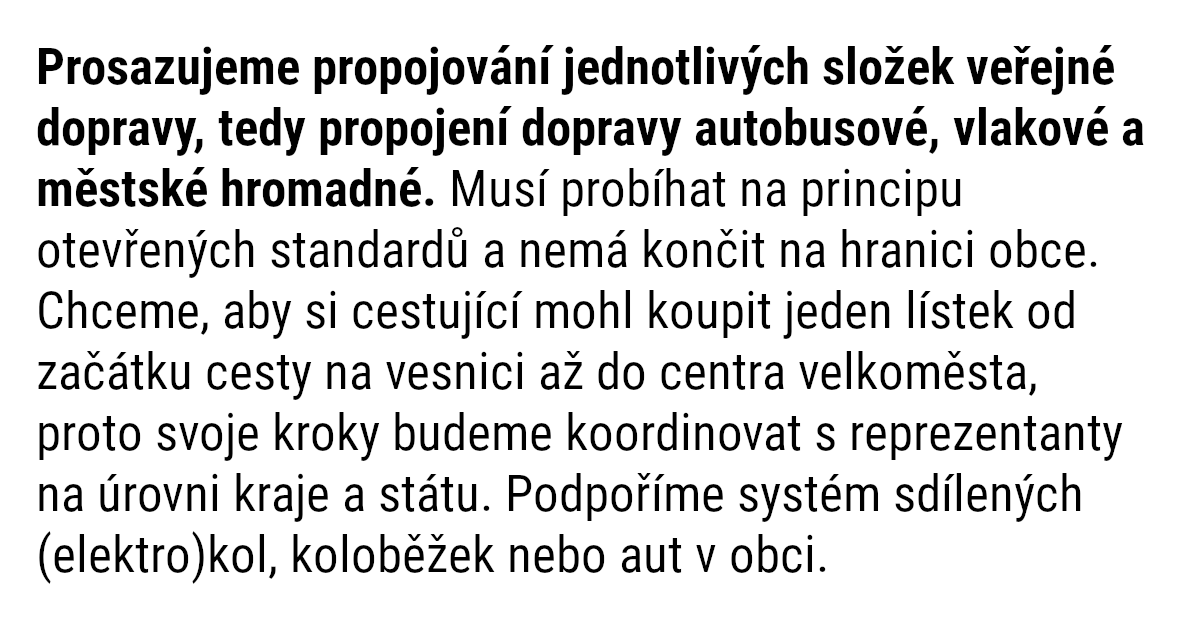 Prosazujeme propojování jednotlivých složek veřejné
dopravy, tedy propojení dopravy autobusové, vlakové a
městské hromadné. Musí probíhat na principu
otevřených standardů a nemá končit na hranici obce.
Chceme, aby si cestující mohl koupit jeden lístek od
začátku cesty na vesnici až do centra velkoměsta,
proto svoje kroky budeme koordinovat s reprezentanty
na úrovni kraje a státu. Podpoříme systém sdílených
(elektro)kol, koloběžek nebo aut v obci.